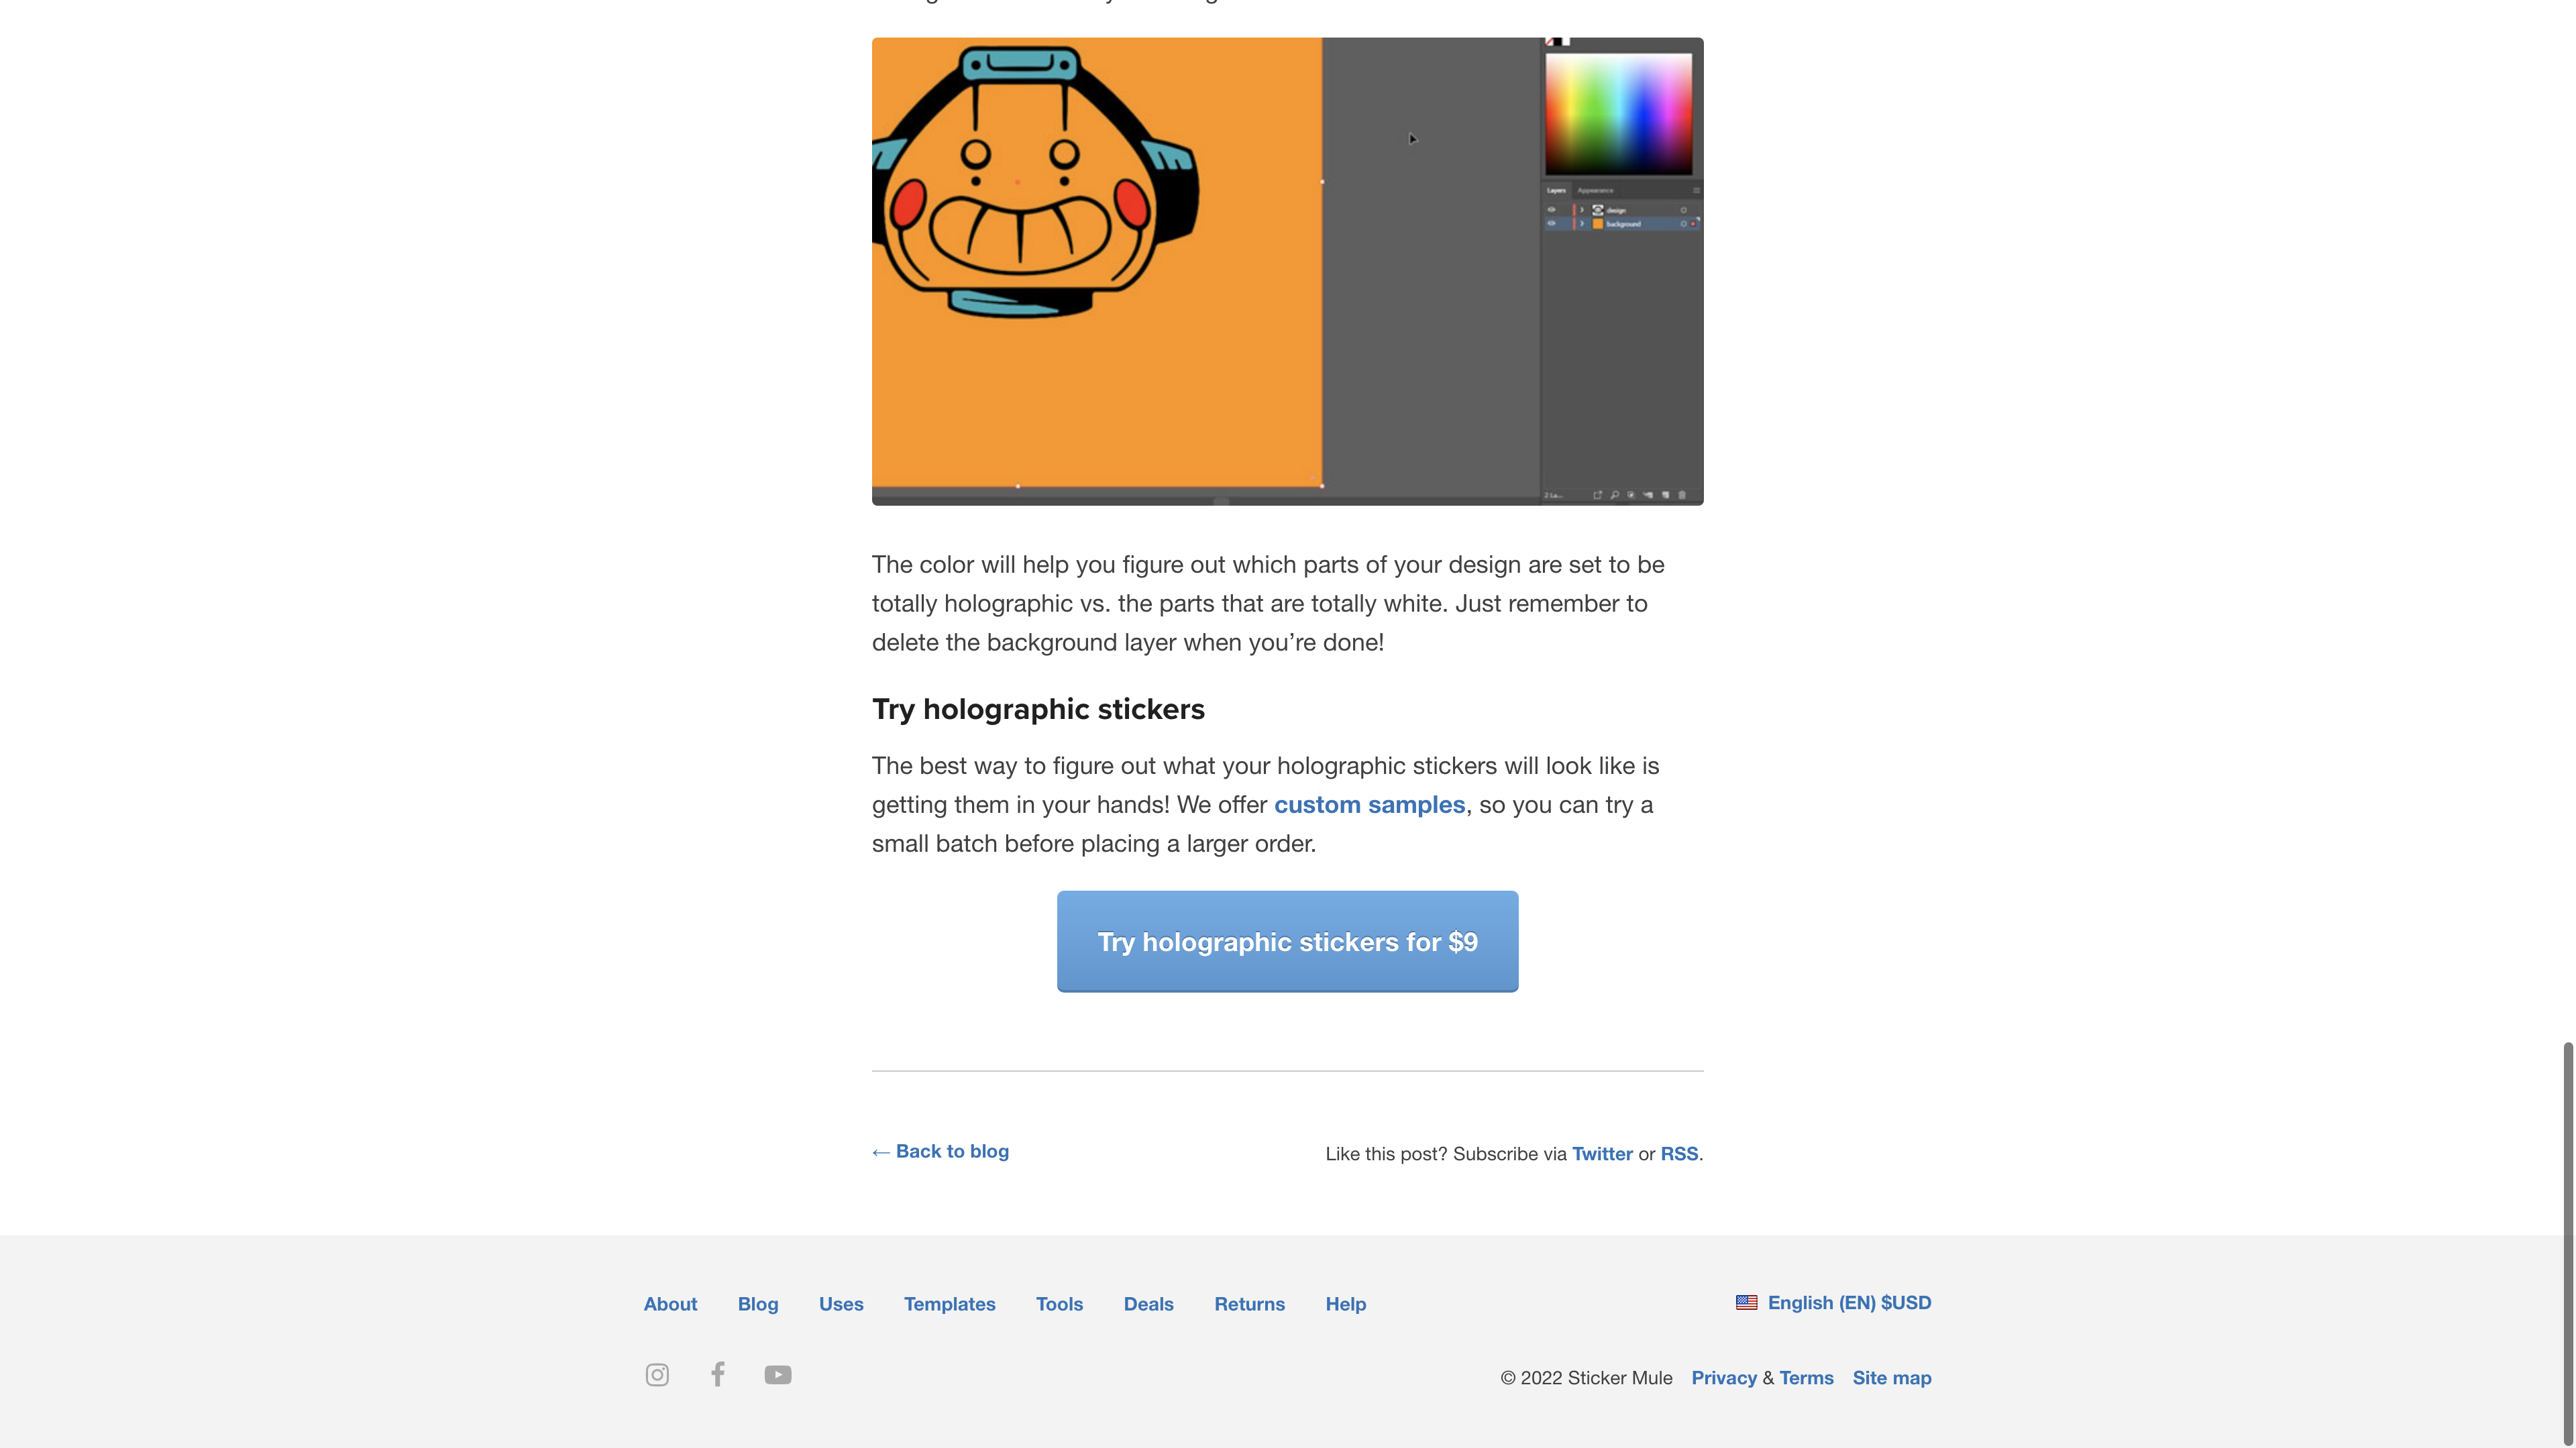 Layers Appearance
design
background
The color will help you figure out which parts of your design are set to be
totally holographic vs. the parts that are totally white. Just remember to
delete the background layer when you’re done!
Try holographic stickers
The best way to figure out what your holographic stickers will look like is
getting them in your hands! We offer custom samples, so you can try a
small batch before placing a larger order.
Try holographic stickers for $9
← Back to blog
Like this post? Subscribe via Twitter or RSS.
About Blog Uses Templates Tools Deals Returns Help
English (EN) $USD
© 2022 Sticker Mule Privacy & Terms Site map